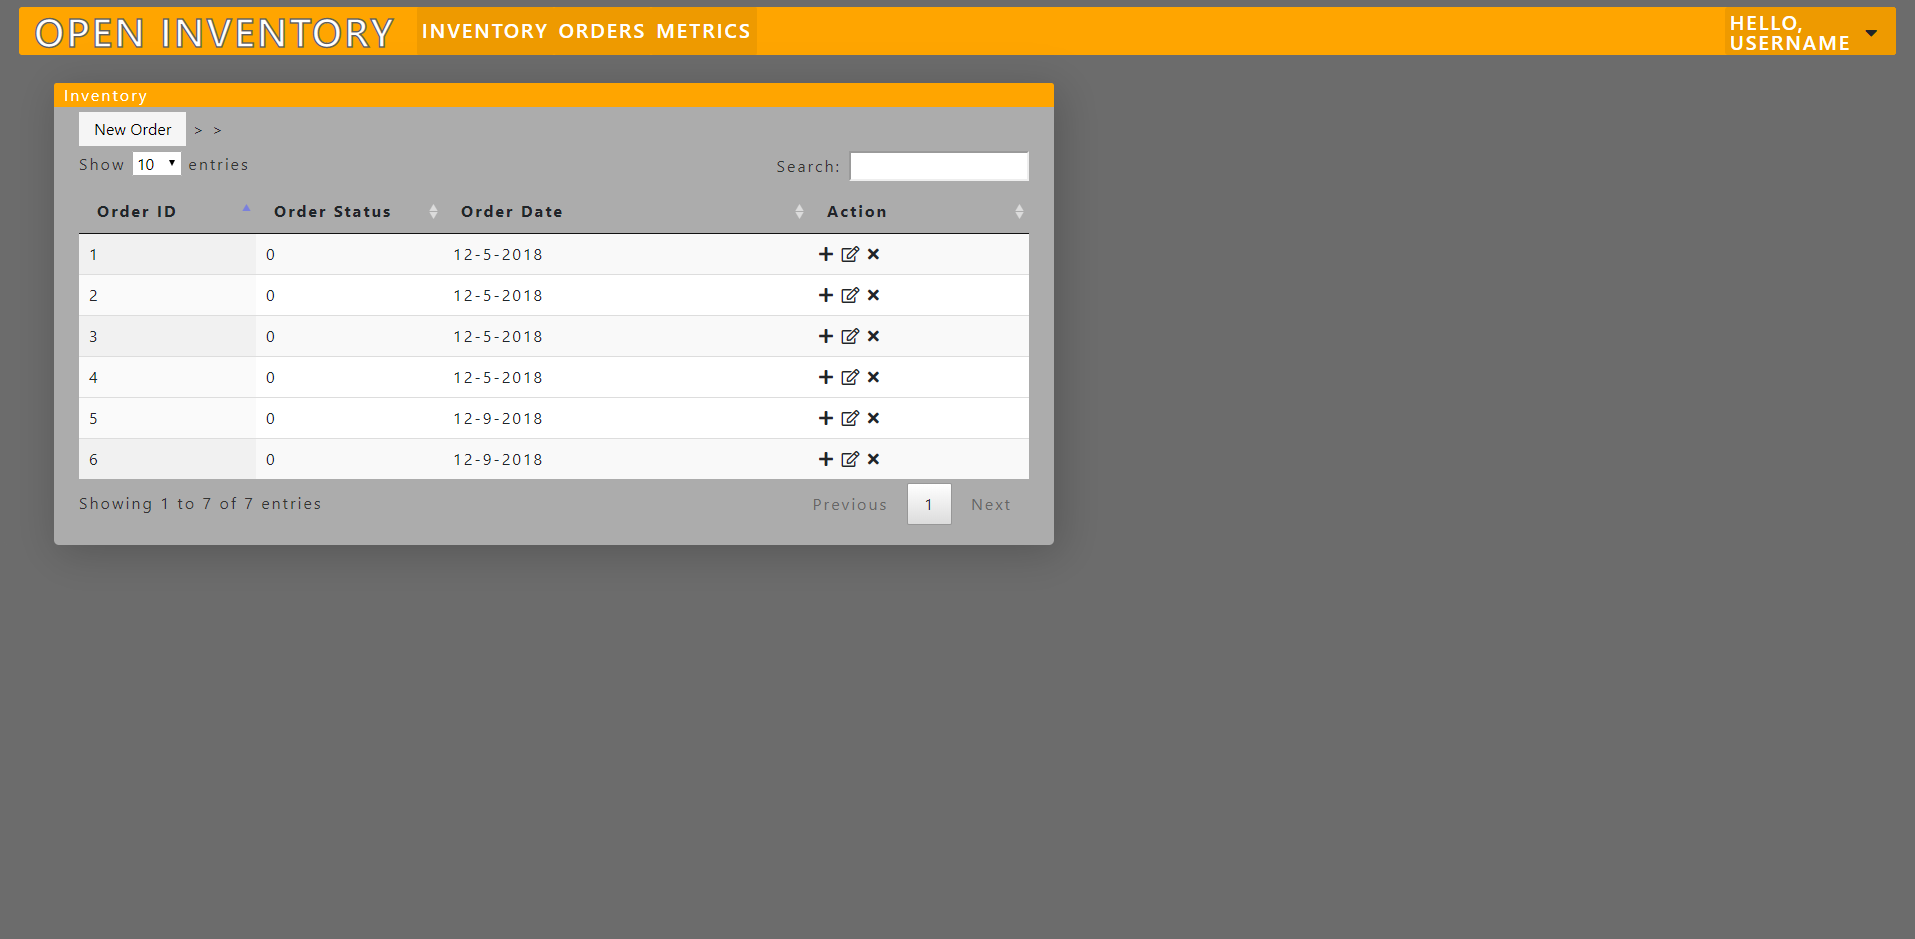 OPEN INVENTORY INVENTORY ORDERS METRICS HELLO, USERNAME
Inventory
New Order > >
Show 10 entries Search:
Order ID Order Status Order Date Action
1 0 12-5-2018
2 0 12-5-2018
3 0 12-5-2018
4 0 12-5-2018
5 0 12-9-2018
6 0 12-9-2018
Showing 1 to 7 of 7 entries Previous 1 Next